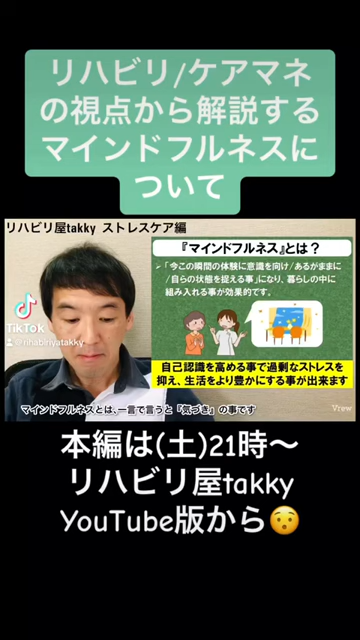 リハビリ/ケアマネ
の視点から解説する
マインドフルネスに
ついて
リハビリ屋takky ストレスケア編
『マインドフルネス』とは？
「今この瞬間の体験に意識を向け/あるがままに
/自らの状態を捉える事」になり、暮らしの中に
組み入れる事が効果的です。
自己認識を高める事で過剰なストレスを
抑え、生活をより豊かにする事が出来ます
TikTok
@rihabiriyatakky
マインドフルネスとは、一言で言うと『気づき』の事です
Vrew
本編は(土)21時～
リハビリ屋takky
YouTube版から😯